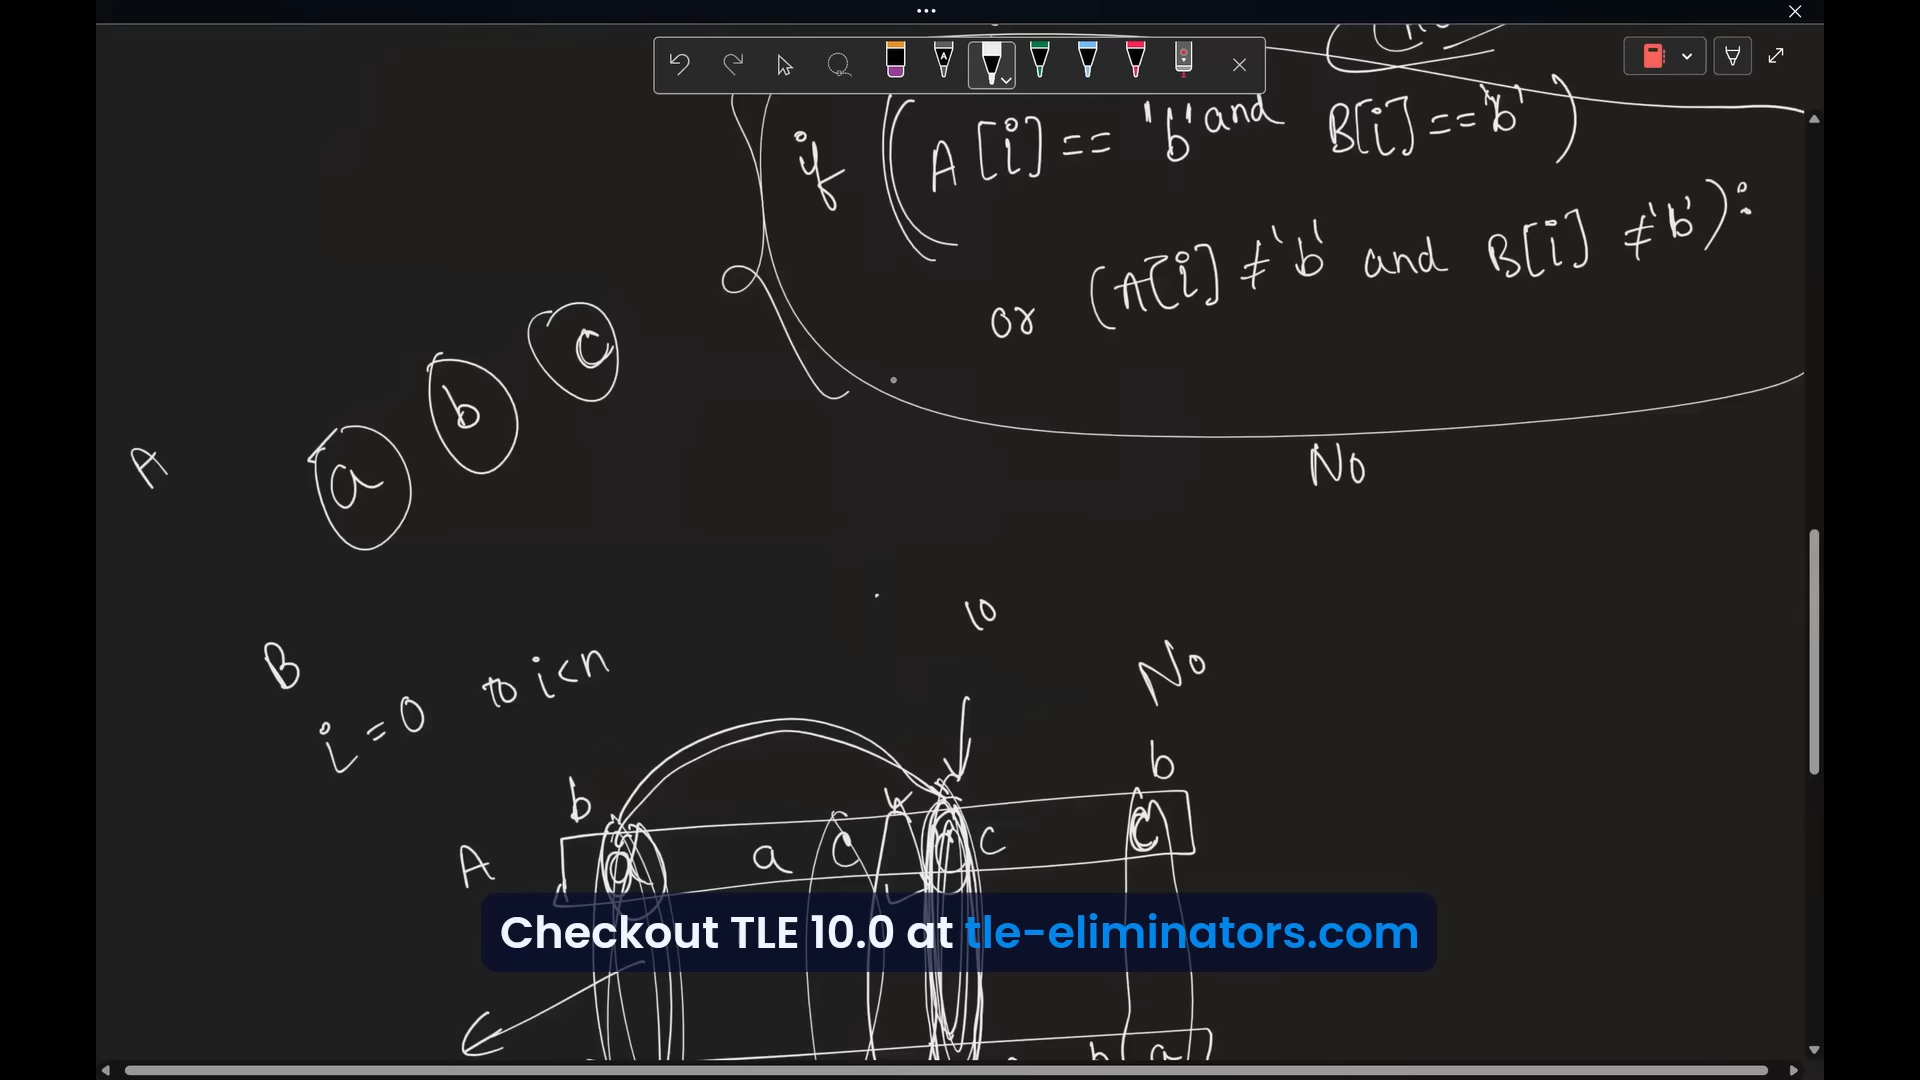 if (A[i] == 'b' and B[i] == 'b')
or (A[i] ≠ 'b' and B[i] ≠ 'b'):
c
b
a
A
No
10
B
No
i = 0 to i < n
b
b
A
a
a
c
c
c
Checkout TLE 10.0 at tle-eliminators.com
b a